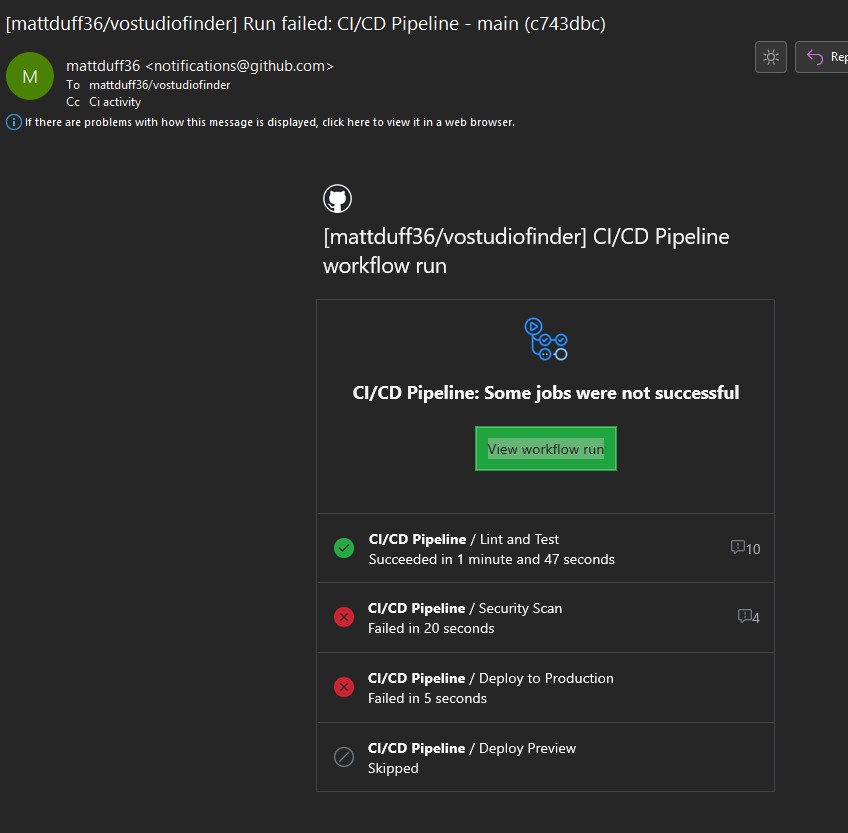 [mattduff36/vostudiofinder] Run failed: CI/CD Pipeline - main (c743dbc)
M
mattduff36 <notifications@github.com>
To mattduff36/vostudiofinder
Cc Ci activity
Rep
If there are problems with how this message is displayed, click here to view it in a web browser.
[mattduff36/vostudiofinder] CI/CD Pipeline
workflow run
CI/CD Pipeline: Some jobs were not successful
View workflow run
CI/CD Pipeline / Lint and Test
Succeeded in 1 minute and 47 seconds
10
CI/CD Pipeline / Security Scan
Failed in 20 seconds
4
CI/CD Pipeline / Deploy to Production
Failed in 5 seconds
CI/CD Pipeline / Deploy Preview
Skipped